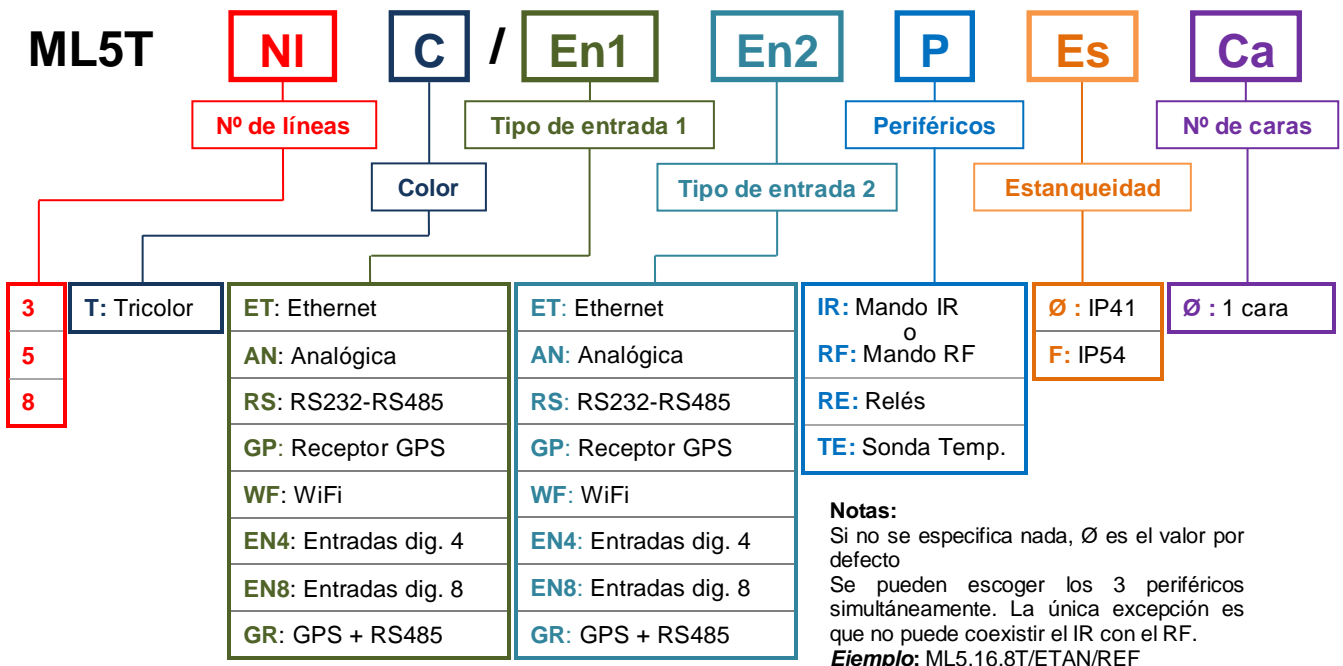 ML5T NI C / En1 En2 P Es Ca
Nº de líneas
Tipo de entrada 1
Periféricos
Nº de caras
Color
Tipo de entrada 2
Estanqueidad
3
5
8
T: Tricolor
ET: Ethernet
AN: Analógica
RS: RS232-RS485
GP: Receptor GPS
WF: WiFi
EN4: Entradas dig. 4
EN8: Entradas dig. 8
GR: GPS + RS485
ET: Ethernet
AN: Analógica
RS: RS232-RS485
GP: Receptor GPS
WF: WiFi
EN4: Entradas dig. 4
EN8: Entradas dig. 8
GR: GPS + RS485
IR: Mando IR
o
RF: Mando RF
RE: Relés
TE: Sonda Temp.
Ø : IP41
F: IP54
Ø : 1 cara
Notas:
Si no se especifica nada, Ø es el valor por
defecto
Se pueden escoger los 3 periféricos
simultáneamente. La única excepción es
que no puede coexistir el IR con el RF.
Ejemplo: ML5.16.8T/ETAN/REF